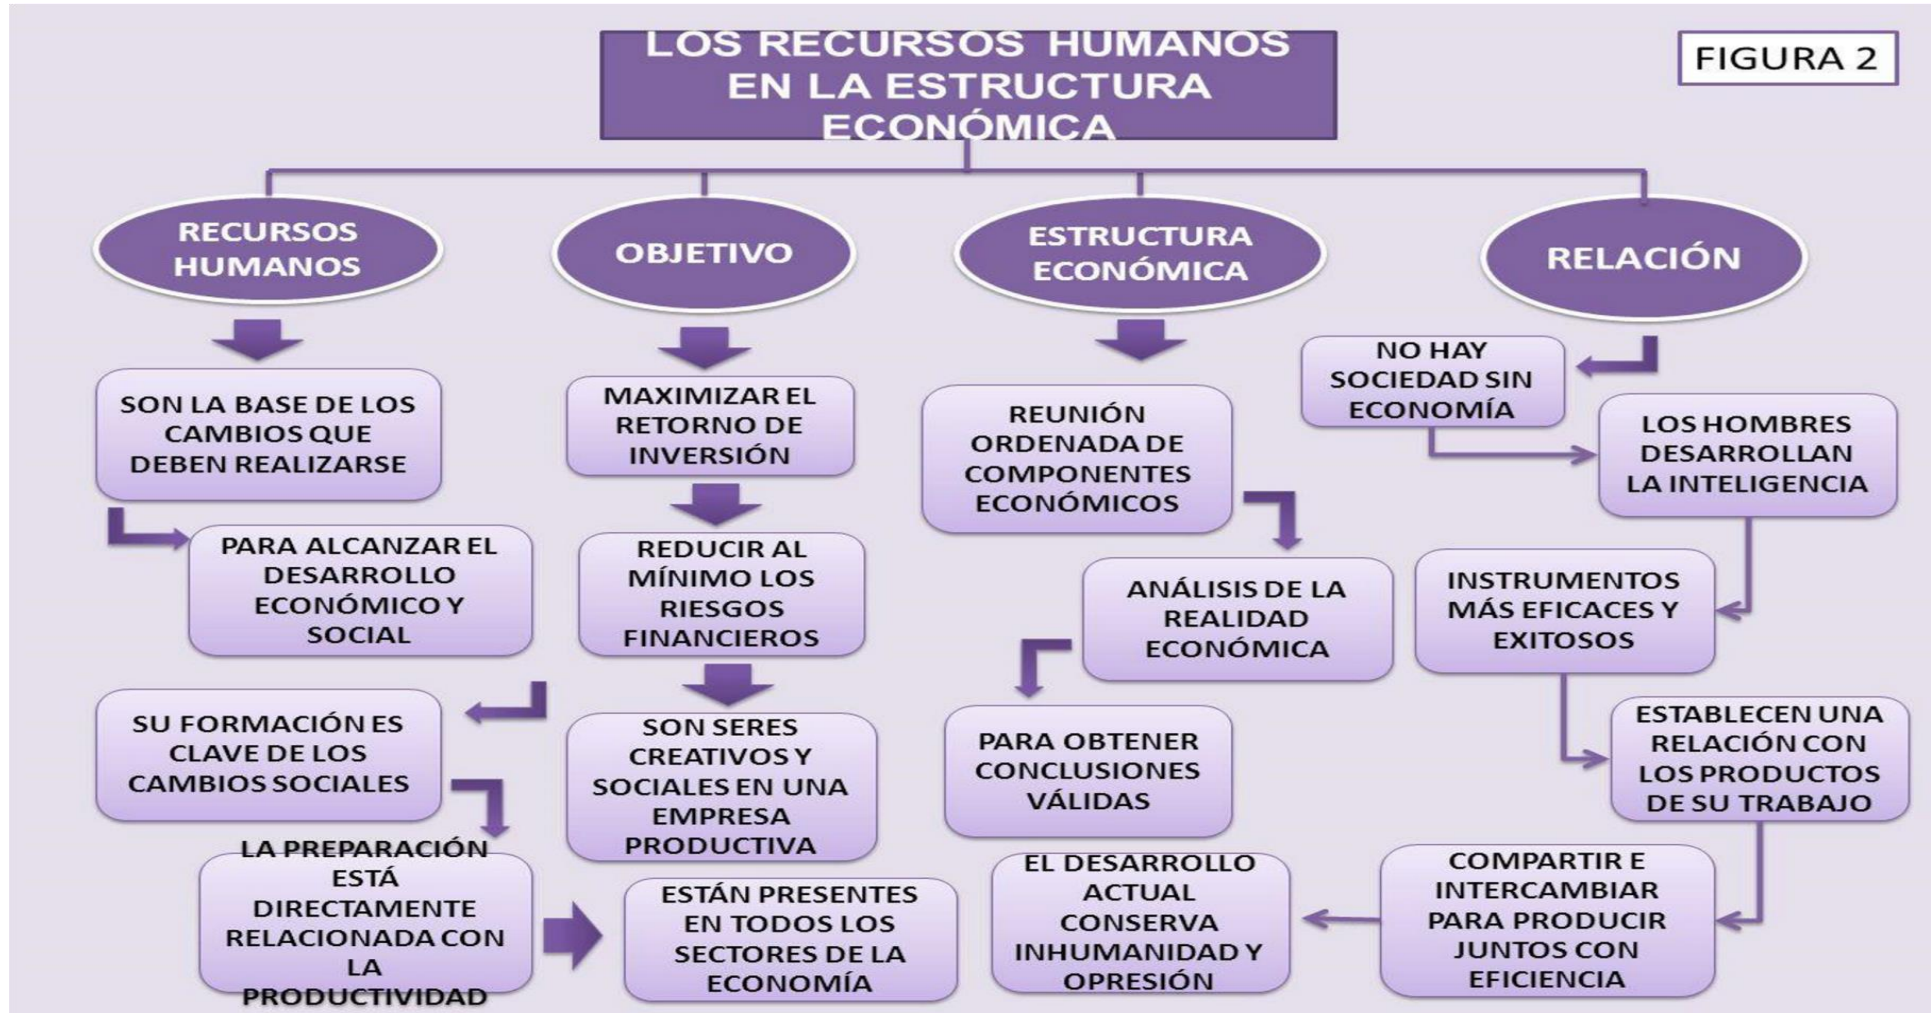 LOS RECURSOS HUMANOS
EN LA ESTRUCTURA
ECONÓMICA
FIGURA 2
RECURSOS
HUMANOS
SON LA BASE DE LOS
CAMBIOS QUE
DEBEN REALIZARSE
PARA ALCANZAR EL
DESARROLLO
ECONÓMICO Y
SOCIAL
SU FORMACIÓN ES
CLAVE DE LOS
CAMBIOS SOCIALES
LA PREPARACIÓN
ESTÁ
DIRECTAMENTE
RELACIONADA CON
LA
PRODUCTIVIDAD
ESTÁN PRESENTES
EN TODOS LOS
SECTORES DE LA
ECONOMÍA
OBJETIVO
MAXIMIZAR EL
RETORNO DE
INVERSIÓN
REDUCIR AL
MÍNIMO LOS
RIESGOS
FINANCIEROS
SON SERES
CREATIVOS Y
SOCIALES EN UNA
EMPRESA
PRODUCTIVA
ESTRUCTURA
ECONÓMICA
REUNIÓN
ORDENADA DE
COMPONENTES
ECONÓMICOS
ANÁLISIS DE LA
REALIDAD
ECONÓMICA
PARA OBTENER
CONCLUSIONES
VÁLIDAS
RELACIÓN
NO HAY
SOCIEDAD SIN
ECONOMÍA
LOS HOMBRES
DESARROLLAN
LA INTELIGENCIA
INSTRUMENTOS
MÁS EFICACES Y
EXITOSOS
ESTABLECEN UNA
RELACIÓN CON
LOS PRODUCTOS
DE SU TRABAJO
COMPARTIR E
INTERCAMBIAR
PARA PRODUCIR
JUNTOS CON
EFICIENCIA
EL DESARROLLO
ACTUAL
CONSERVA
INHUMANIDAD Y
OPRESIÓN